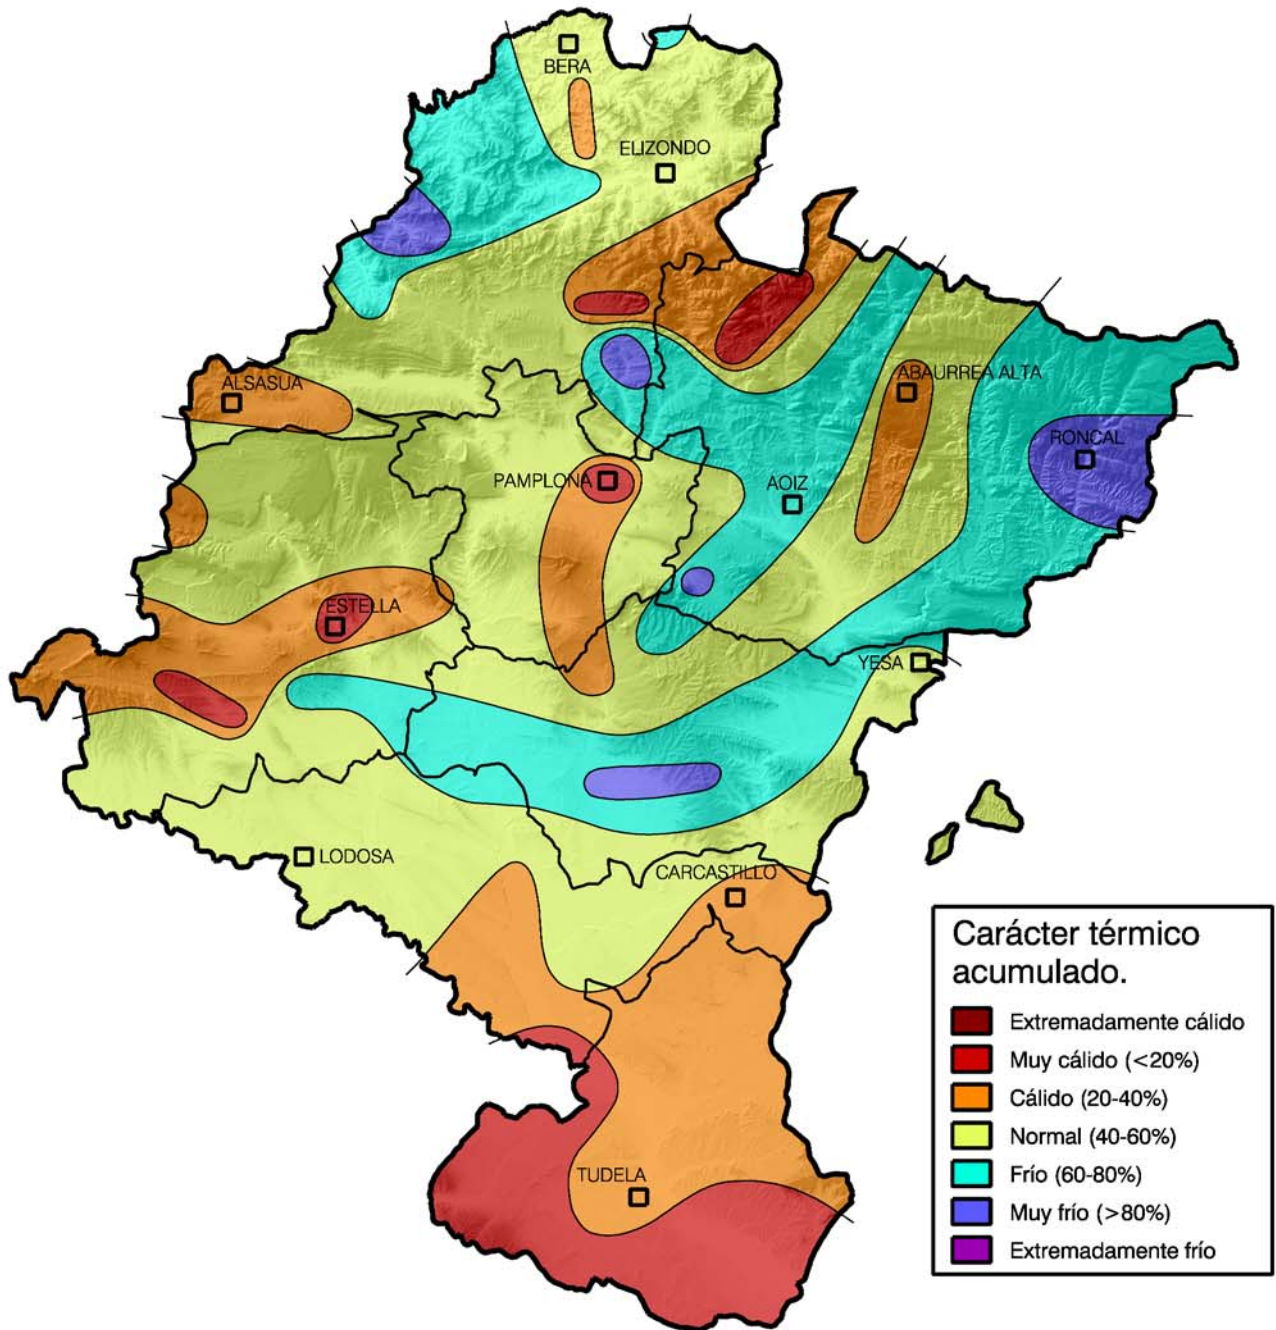 BERA
ELIZONDO
ALSASUA
ABAURREA ALTA
RONCAL
PAMPLONA
AOIZ
ESTELLA
YESA
LODOSA
CARCASTILLO
TUDELA
Carácter térmico
acumulado.
Extremadamente cálido
Muy cálido (<20%)
Cálido (20-40%)
Normal (40-60%)
Frío (60-80%)
Muy frío (>80%)
Extremadamente frío